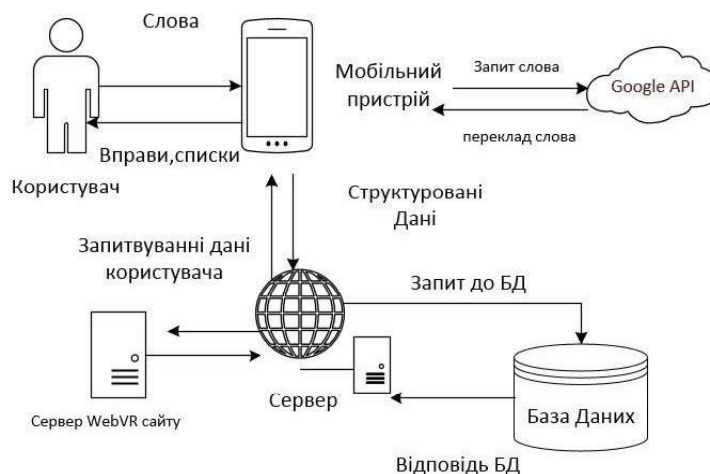 Слова
Запит слова
Google API
Мобільний
пристрій
переклад слова
Вправи,списки
Користувач
Структуровані
Дані
Запитвуванні дані
користувача
Запит до БД
Сервер
База Даних
Сервер WebVR сайту
Відповідь БД